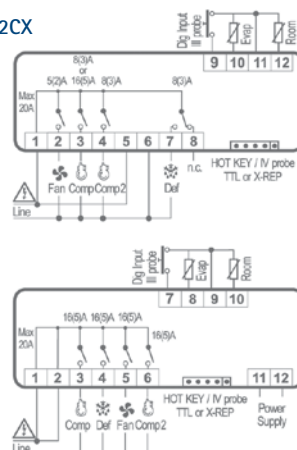 2CX
Dig Input
III probe
Evap
Room
9 10 11 12
8(3)A
or
5(2)A 16(5)A 8(3)A 8(3)A
Max
20A
1 2 3 4 5 6 7 8
n.c.
HOT KEY / IV probe
TTL or X-REP
Fan Comp Comp2 Def
Line
Dig Input
III probe
Evap
Room
7 8 9 10
16(5)A 16(5)A 16(5)A
16(5)A
Max
20A
1 2 3 4 5 6 11 12
HOT KEY / IV probe
TTL or X-REP
Power
Supply
Comp Def Fan Comp2
Line